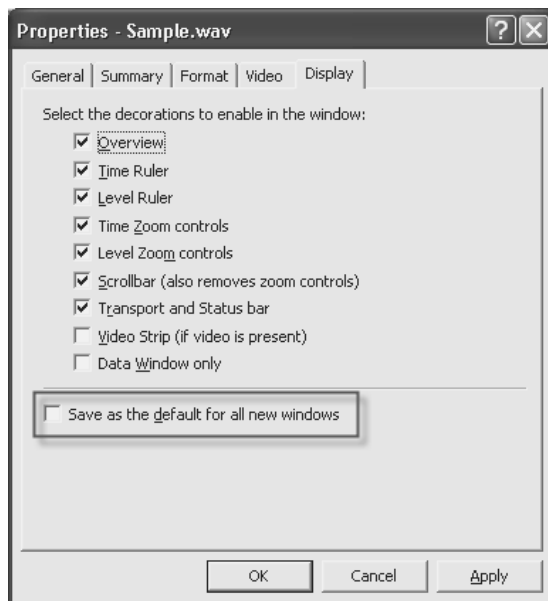 Properties - Sample.wav
General Summary Format Video Display
Select the decorations to enable in the window:
Overview
Time Ruler
Level Ruler
Time Zoom controls
Level Zoom controls
Scrollbar (also removes zoom controls)
Transport and Status bar
Video Strip (if video is present)
Data Window only
Save as the default for all new windows
OK Cancel Apply